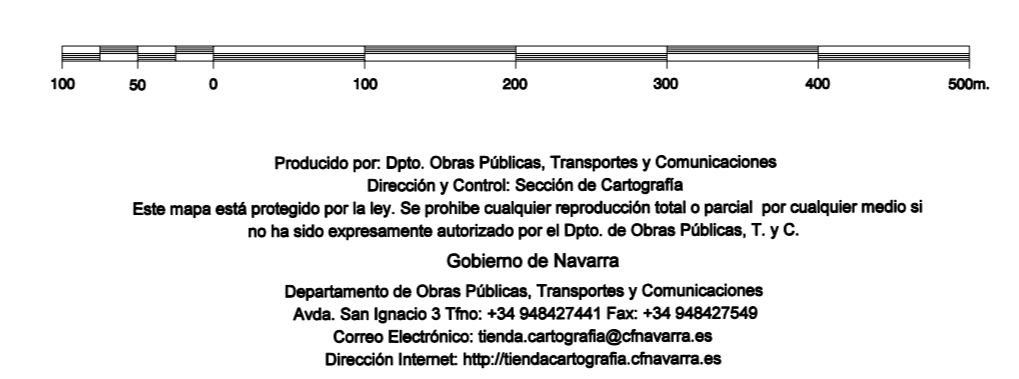 100 50 0 100 200 300 400 500m.
Producido por: Dpto. Obras Públicas, Transportes y Comunicaciones
Dirección y Control: Sección de Cartografía
Este mapa está protegido por la ley. Se prohibe cualquier reproducción total o parcial por cualquier medio si
no ha sido expresamente autorizado por el Dpto. de Obras Públicas, T. y C.
Gobierno de Navarra
Departamento de Obras Públicas, Transportes y Comunicaciones
Avda. San Ignacio 3 Tfno: +34 948427441 Fax: +34 948427549
Correo Electrónico: tienda.cartografia@cfnavarra.es
Dirección Internet: http://tiendacartografia.cfnavarra.es